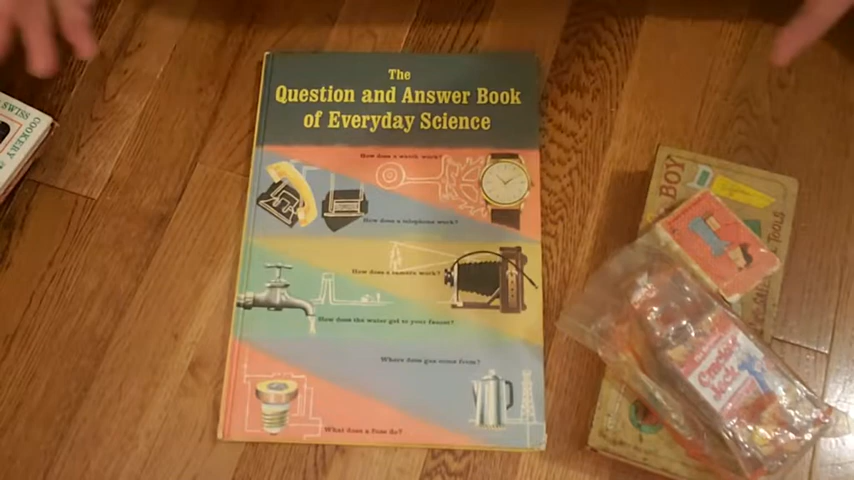 The
Question and Answer Book
of Everyday Science
How does a watch work?
How does a telephone work?
How does a camera work?
How does the water get to your faucet?
Where does gas come from?
What does a fuse do?
SWISS
COOKERY
BOY
TOOLS
Cracker
Jack